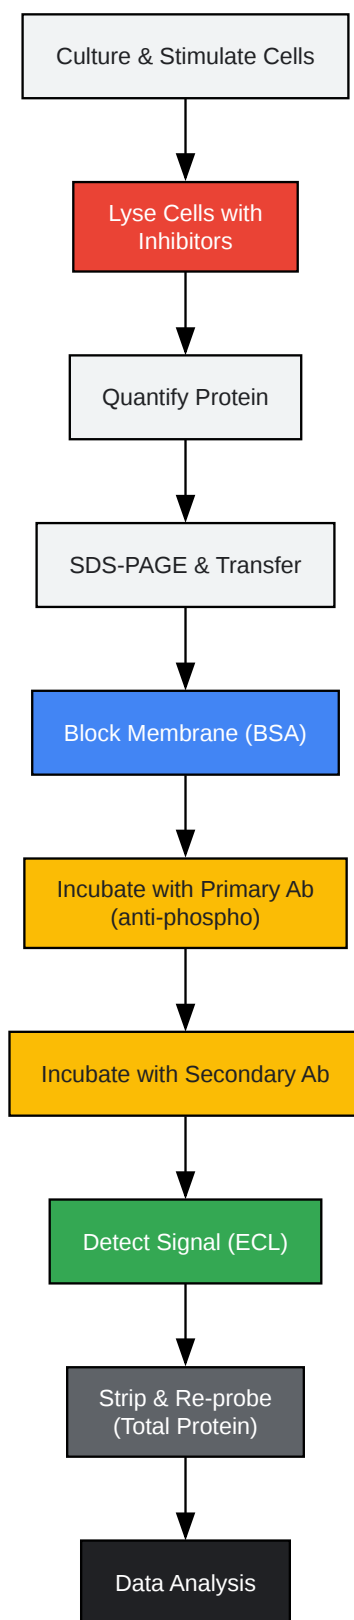 Culture & Stimulate Cells
Lyse Cells with
Inhibitors
Quantify Protein
SDS-PAGE & Transfer
Block Membrane (BSA)
Incubate with Primary Ab
(anti-phospho)
Incubate with Secondary Ab
Detect Signal (ECL)
Strip & Re-probe
(Total Protein)
Data Analysis